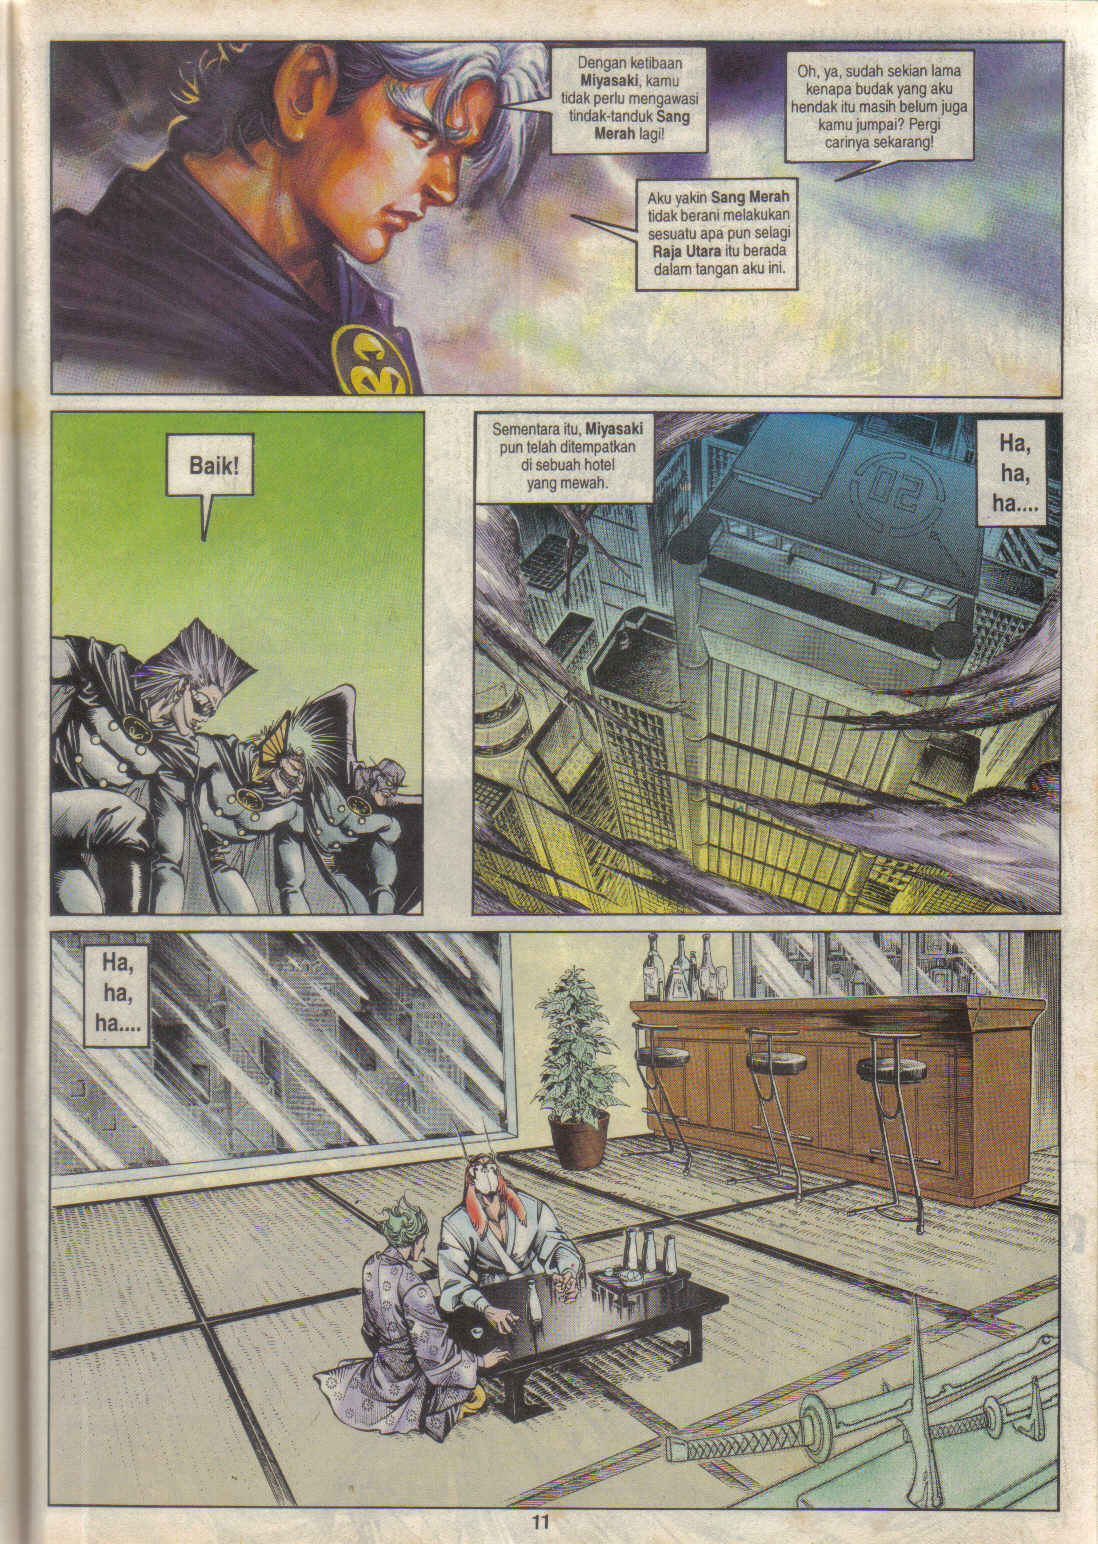 Dengan ketibaan
Miyasaki, kamu
tidak perlu mengawasi
tindak-tanduk Sang
Merah lagi!
Oh, ya, sudah sekian lama
kenapa budak yang aku
hendak itu masih belum juga
kamu jumpai? Pergi
carinya sekarang!
Aku yakin Sang Merah
tidak berani melakukan
sesuatu apa pun selagi
Raja Utara itu berada
dalam tangan aku ini.
Baik!
Sementara itu, Miyasaki
pun telah ditempatkan
di sebuah hotel
yang mewah.
Ha,
ha,
ha....
02
Ha,
ha,
ha....
11